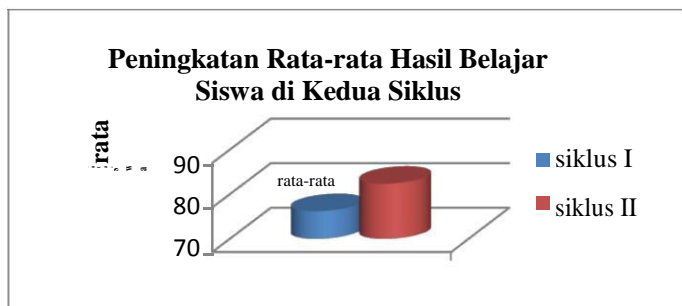 Peningkatan Rata-rata Hasil Belajar
Siswa di Kedua Siklus
rata
90
80
70
rata-rata
siklus I
siklus II